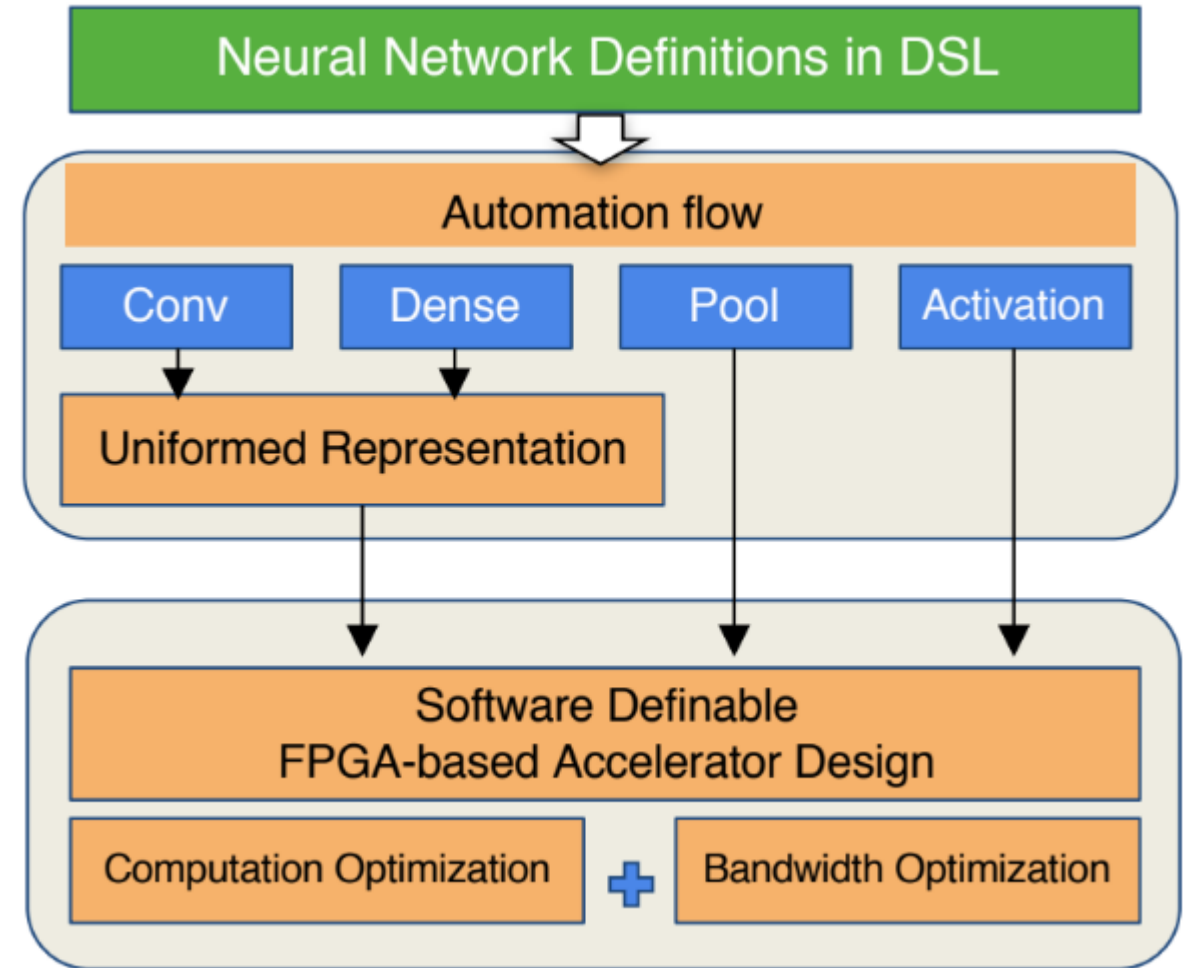 Neural Network Definitions in DSL
Automation flow
Conv
Dense
Pool
Activation
Uniformed Representation
Software Definable
FPGA-based Accelerator Design
Computation Optimization
Bandwidth Optimization